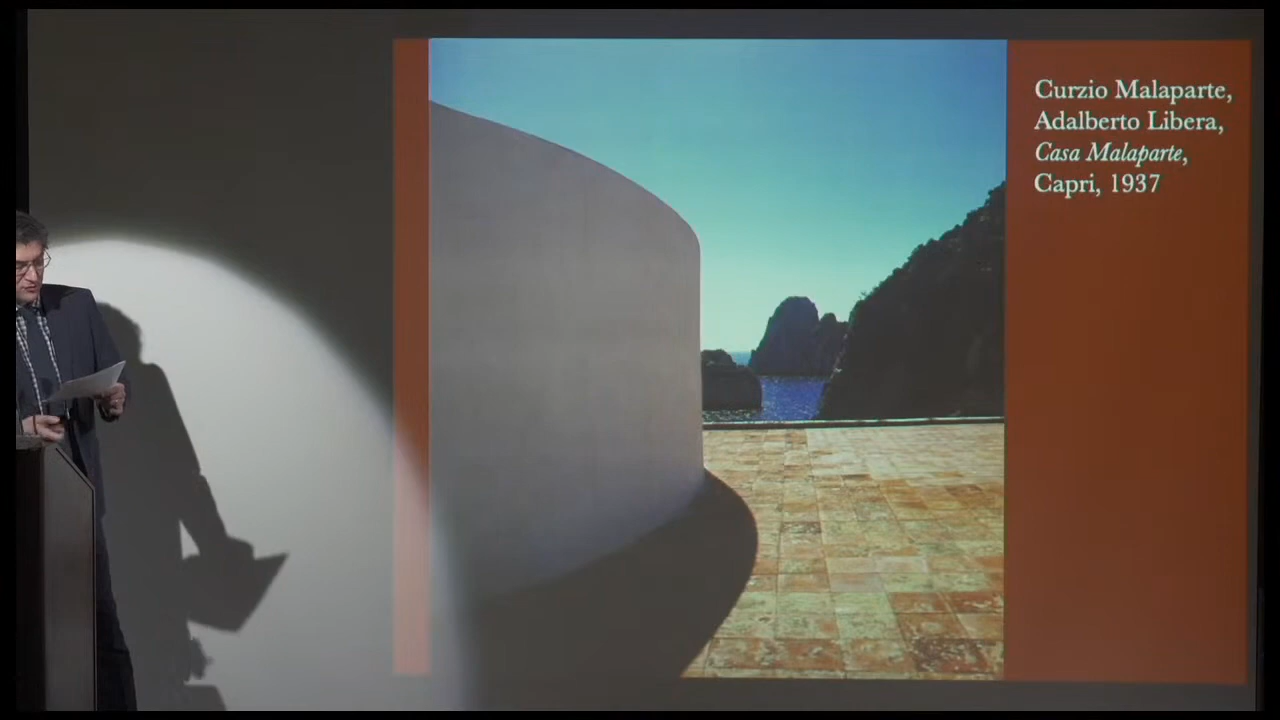 Curzio Malaparte,
Adalberto Libera,
Casa Malaparte,
Capri, 1937